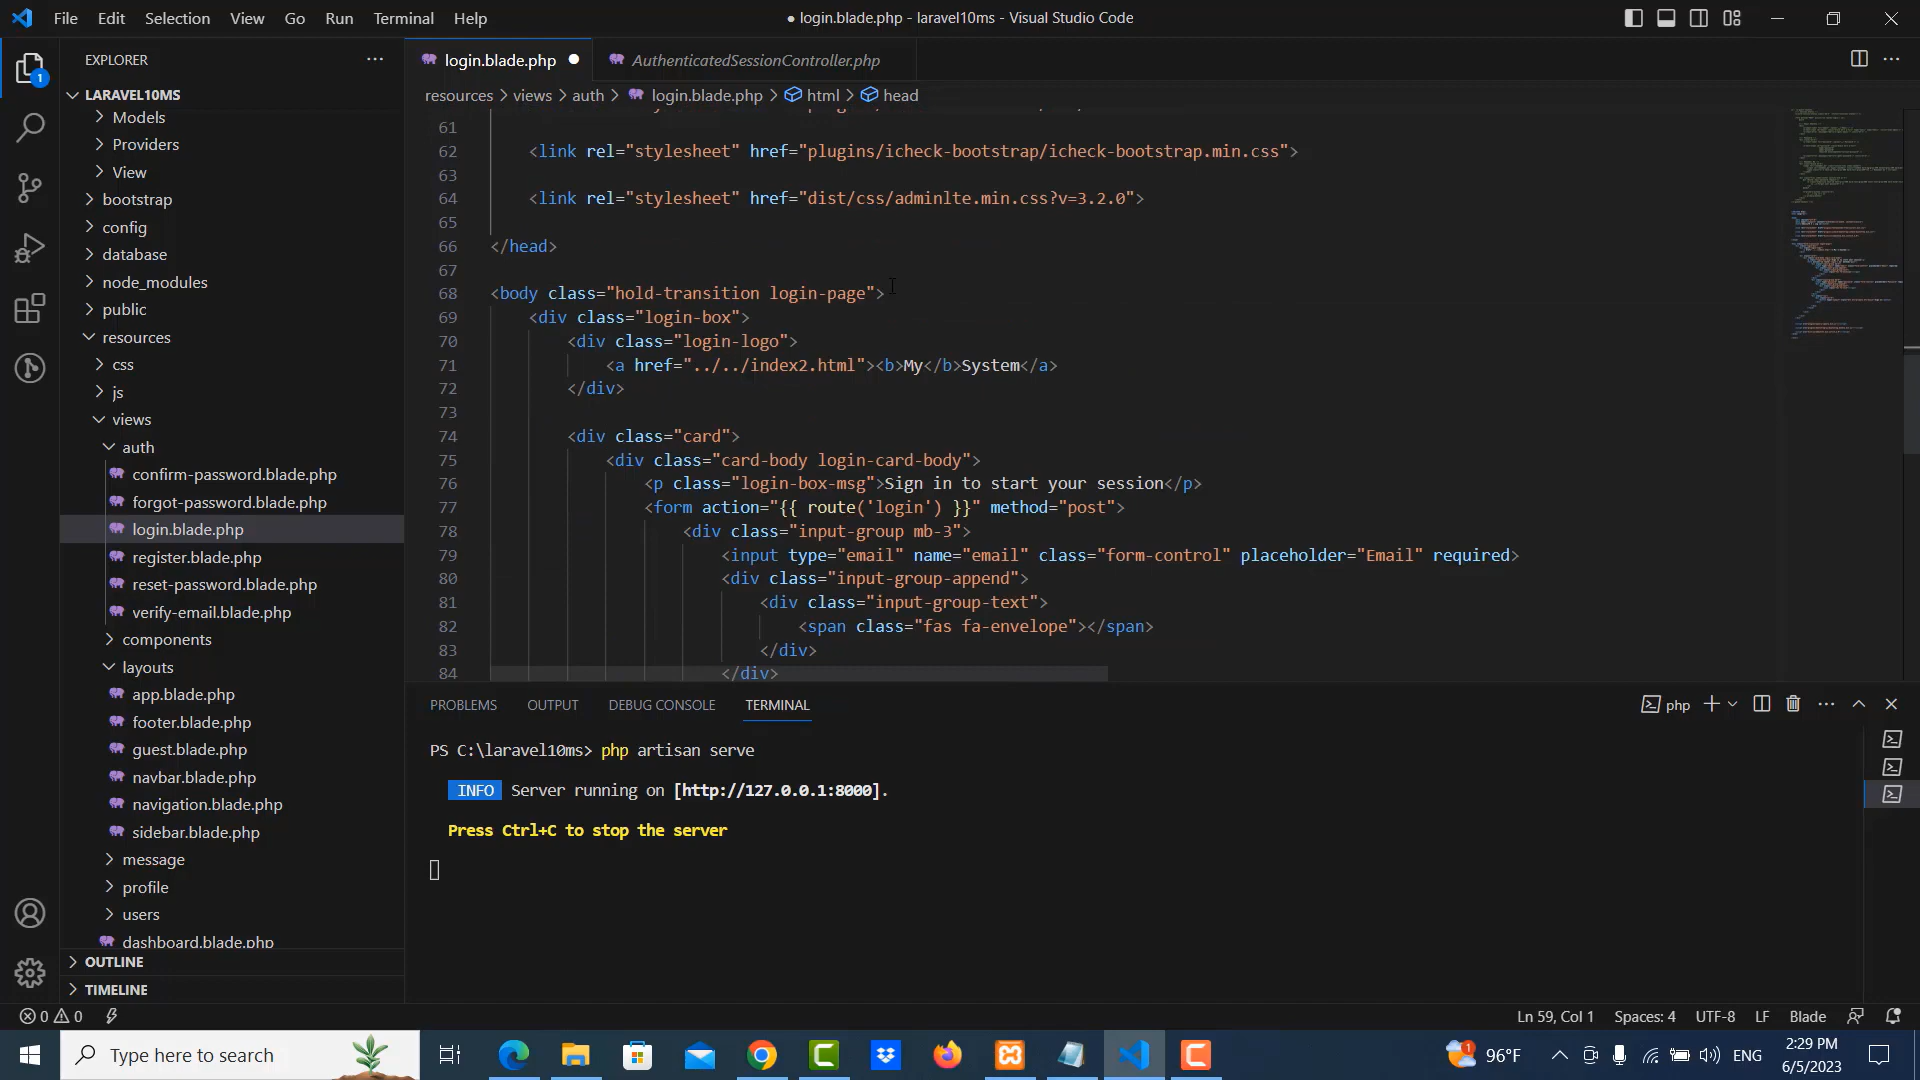 File Edit Selection View Go Run Terminal Help
● login.blade.php - laravel10ms - Visual Studio Code
EXPLORER
LARAVEL10MS
Models
Providers
View
bootstrap
config
database
node_modules
public
resources
css
js
views
auth
confirm-password.blade.php
forgot-password.blade.php
login.blade.php
register.blade.php
reset-password.blade.php
verify-email.blade.php
components
layouts
app.blade.php
footer.blade.php
guest.blade.php
navbar.blade.php
navigation.blade.php
sidebar.blade.php
message
profile
users
dashboard.blade.php
OUTLINE
TIMELINE
1
login.blade.php AuthenticatedSessionController.php
resources > views > auth > login.blade.php > html > head
61
62 <link rel="stylesheet" href="plugins/icheck-bootstrap/icheck-bootstrap.min.css">
63
64 <link rel="stylesheet" href="dist/css/adminlte.min.css?v=3.2.0">
65
66 </head>
67
68 <body class="hold-transition login-page">
69 <div class="login-box">
70 <div class="login-logo">
71 <a href="../../index2.html"><b>My</b>System</a>
72 </div>
73
74 <div class="card">
75 <div class="card-body login-card-body">
76 <p class="login-box-msg">Sign in to start your session</p>
77 <form action="{{ route('login') }}" method="post">
78 <div class="input-group mb-3">
79 <input type="email" name="email" class="form-control" placeholder="Email" required>
80 <div class="input-group-append">
81 <div class="input-group-text">
82 <span class="fas fa-envelope"></span>
83 </div>
84 </div>
PROBLEMS OUTPUT DEBUG CONSOLE TERMINAL
php
PS C:\laravel10ms> php artisan serve
INFO Server running on [http://127.0.0.1:8000].
Press Ctrl+C to stop the server
0 0
Ln 59, Col 1 Spaces: 4 UTF-8 LF Blade
Type here to search
96°F
ENG
2:29 PM
6/5/2023